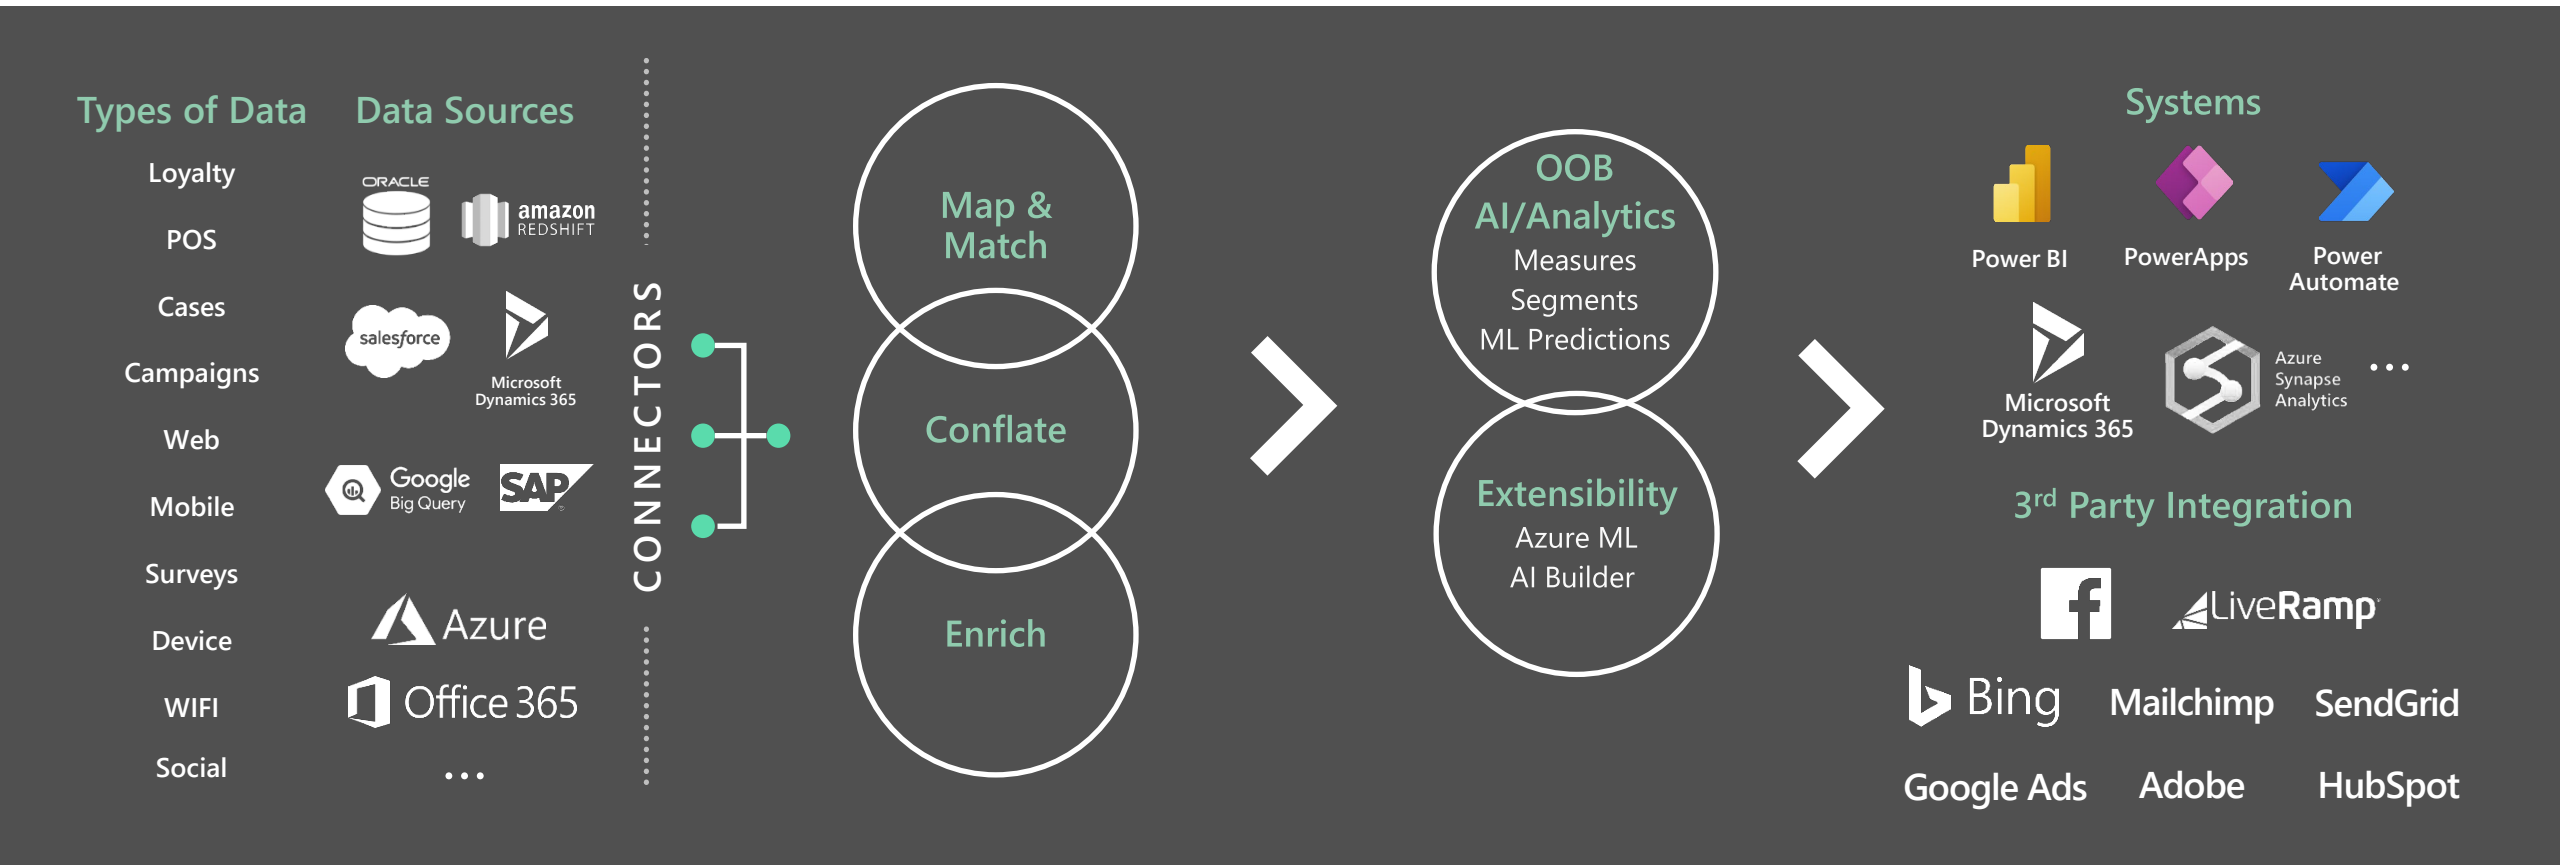 Types of Data
Loyalty
POS
Cases
Campaigns
Web
Mobile
Surveys
Device
WIFI
Social
Data Sources
ORACLE
amazon
REDSHIFT
salesforce
Microsoft
Dynamics 365
Google
Big Query
SAP
Azure
Office 365
...
CONNECTORS
Map &
Match
Conflate
Enrich
OOB
AI/Analytics
Measures
Segments
ML Predictions
Extensibility
Azure ML
AI Builder
Systems
Power BI
PowerApps
Power
Automate
Microsoft
Dynamics 365
Azure
Synapse
Analytics
...
3rd Party Integration
f
LiveRamp
Bing
Mailchimp
SendGrid
Google Ads
Adobe
HubSpot